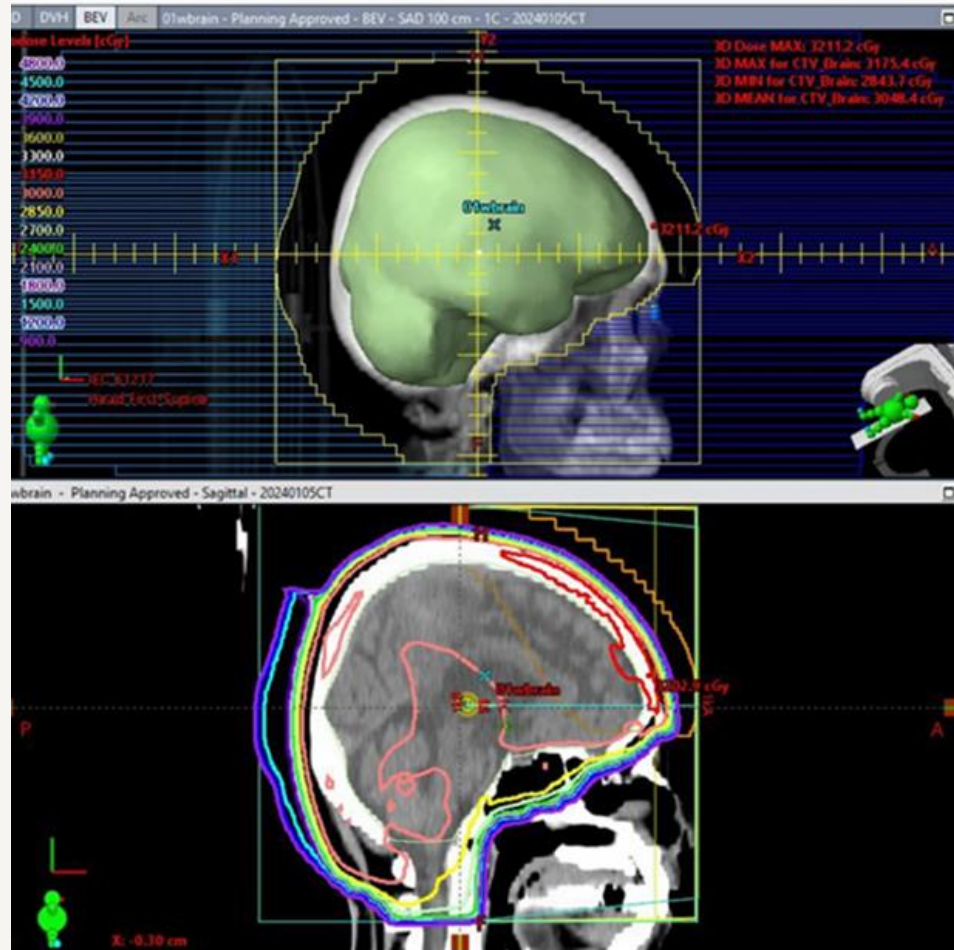 DVH BEV Arc 01wbrain - Planning Approved - BEV - SAD 100 cm - 1C - 20240105CT
Dose Levels [cGy]
4800.0
4500.0
4200.0
3900.0
3600.0
3300.0
3150.0
3000.0
2850.0
2700.0
2400.0
2100.0
1800.0
1500.0
1200.0
900.0
Y2
3D Dose MAX: 3211.2 cGy
3D MAX for CTV_Brain: 3175.4 cGy
3D MIN for CTV_Brain: 2843.7 cGy
3D MEAN for CTV_Brain: 3048.4 cGy
01wbrain
3211.2 cGy
X1
X2
IEC 61217
Head First-Supine
wbrain - Planning Approved - Sagittal - 20240105CT
H
01wbrain
P
A
F
X: -0.30 cm